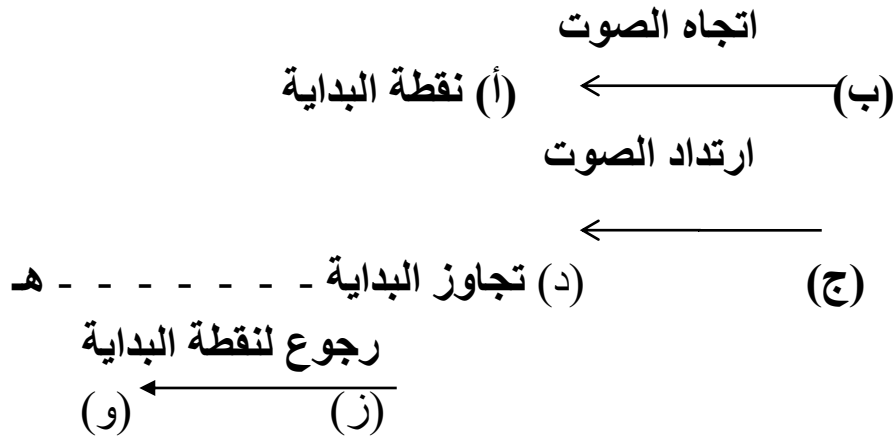 اتجاه الصوت
(ب) (أ) نقطة البداية
ارتداد الصوت
(ج) (د) تجاوز البداية - - - - - - - هـ
رجوع لنقطة البداية
(ز) (و)